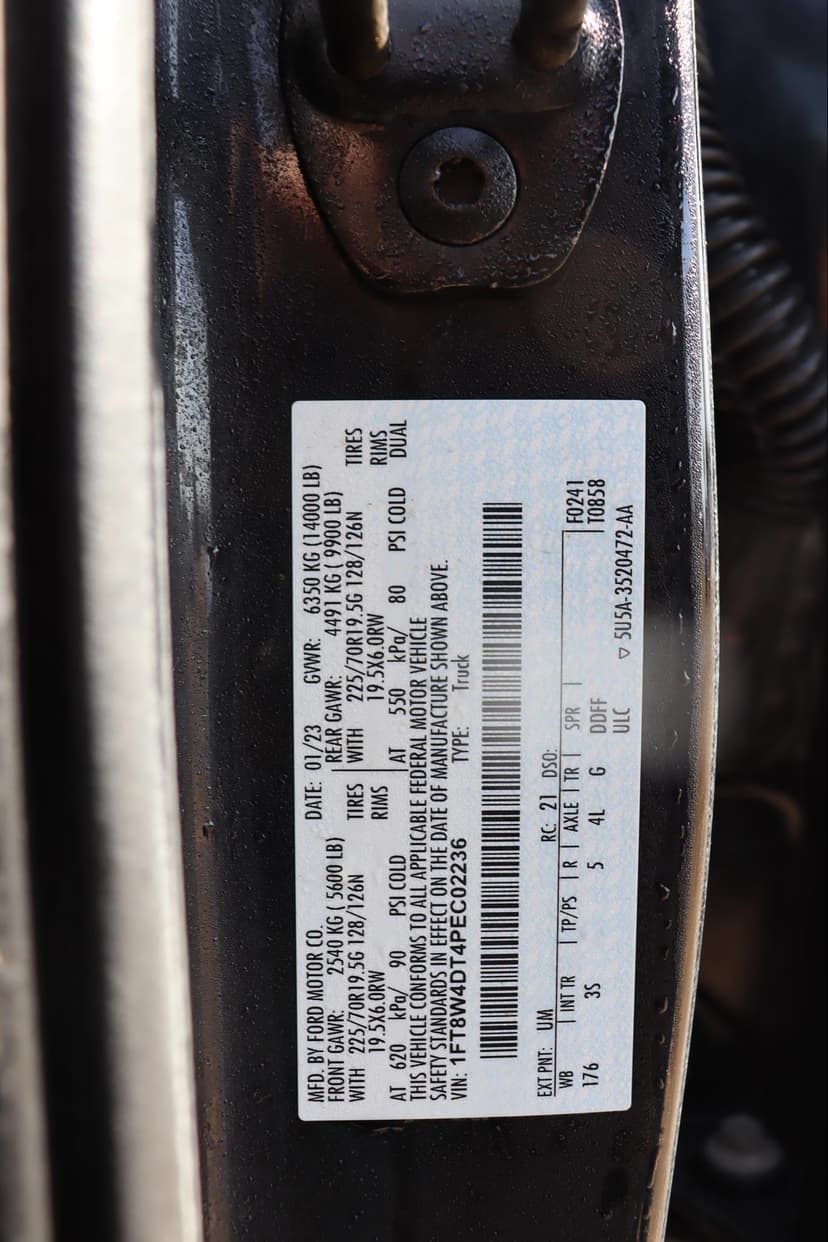 MFD. BY FORD MOTOR CO.
DATE: 01/23 GVWR: 6350 KG (14000 LB)
FRONT GAWR: 2540 KG ( 5600 LB) REAR GAWR: 4491 KG ( 9900 LB)
WITH 225/70R19.5G 128/126N TIRES WITH 225/70R19.5G 128/126N TIRES
19.5X6.0RW RIMS 19.5X6.0RW RIMS
AT 620 kPa/ 90 PSI COLD AT 550 kPa/ 80 PSI COLD DUAL
THIS VEHICLE CONFORMS TO ALL APPLICABLE FEDERAL MOTOR VEHICLE
SAFETY STANDARDS IN EFFECT ON THE DATE OF MANUFACTURE SHOWN ABOVE.
VIN: 1FT8W4DT4PEC02236 TYPE: Truck
EXT PNT: UM RC: 21 DSO:
WB INT TR TP/PS R AXLE TR SPR F0241
176 3S 5 4L G DDFF T0858
ULC ▽ 5U5A-3520472-AA